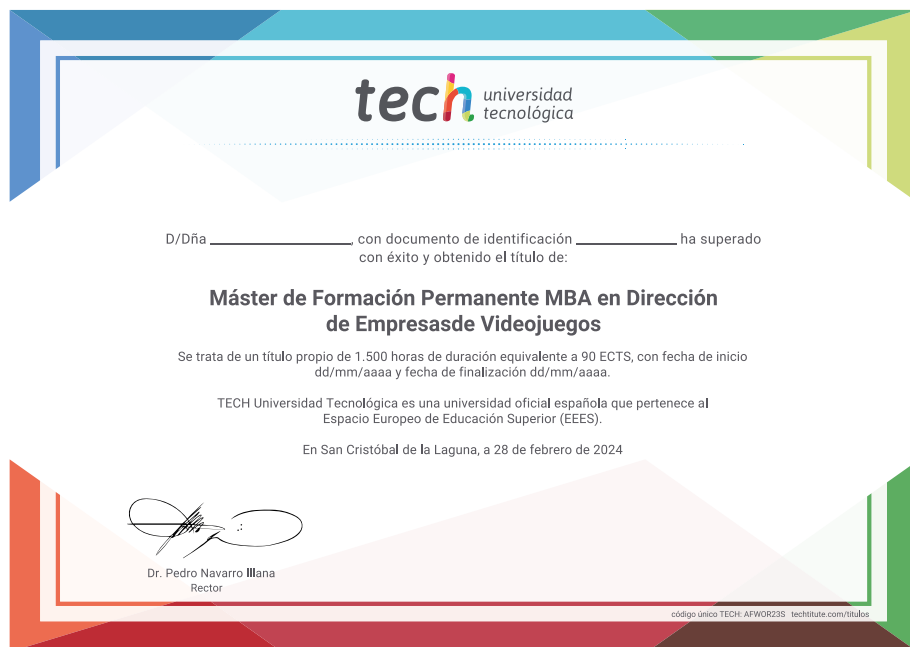 tech universidad
tecnológica
D/Dña ________________, con documento de identificación ____________ ha superado
con éxito y obtenido el título de:
Máster de Formación Permanente MBA en Dirección
de Empresasde Videojuegos
Se trata de un título propio de 1.500 horas de duración equivalente a 90 ECTS, con fecha de inicio
dd/mm/aaaa y fecha de finalización dd/mm/aaaa.
TECH Universidad Tecnológica es una universidad oficial española que pertenece al
Espacio Europeo de Educación Superior (EEES).
En San Cristóbal de la Laguna, a 28 de febrero de 2024
Dr. Pedro Navarro Illana
Rector
código único TECH: AFWOR23S techtitute.com/titulos